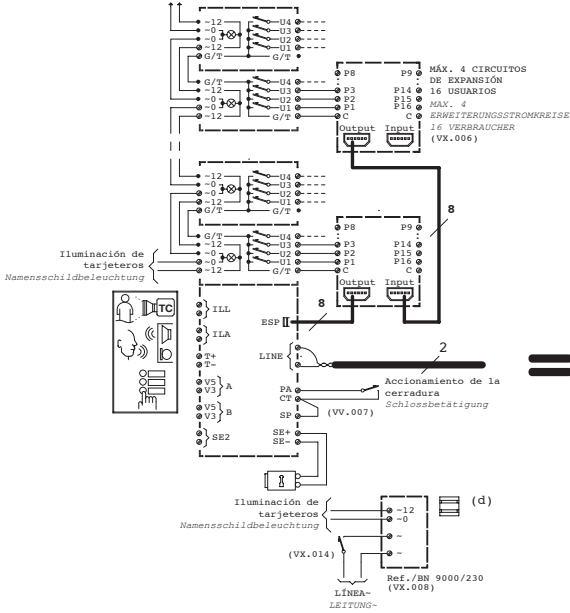 ~12
~0
~0
~12
G/T
U4
U3
U2
U1
G/T
~12
~0
~0
~12
U4
U3
U2
U1
G/T
P8
P3
P2
P1
C
P9
P14
P15
P16
C
Output Input
MÁX. 4 CIRCUITOS
DE EXPANSIÓN
16 USUARIOS
MAX. 4
ERWEITERUNGSSTROMKREISE
16 VERBRAUCHER
(VX.006)
~12
~0
~0
~12
G/T
U4
U3
U2
U1
8
G/T
~12
~0
~0
~12
U4
U3
U2
U1
G/T
P8
P3
P2
P1
C
P9
P14
P15
P16
C
Output Input
Iluminación de
tarjeteros
Namensschildbeleuchtung
TC
ILL
ILA
T+
T-
V5
V3
A
V5
V3
B
SE2
ESP
8
LINE
2
PA
CT
SP
SE+
SE-
(VV.007)
Accionamiento de la
cerradura
Schlossbetätigung
Iluminación de
tarjeteros
Namensschildbeleuchtung
~12
~0
~
~
(d)
(VX.014)
Ref./BN 9000/230
(VX.008)
LÍNEA~
LEITUNG~